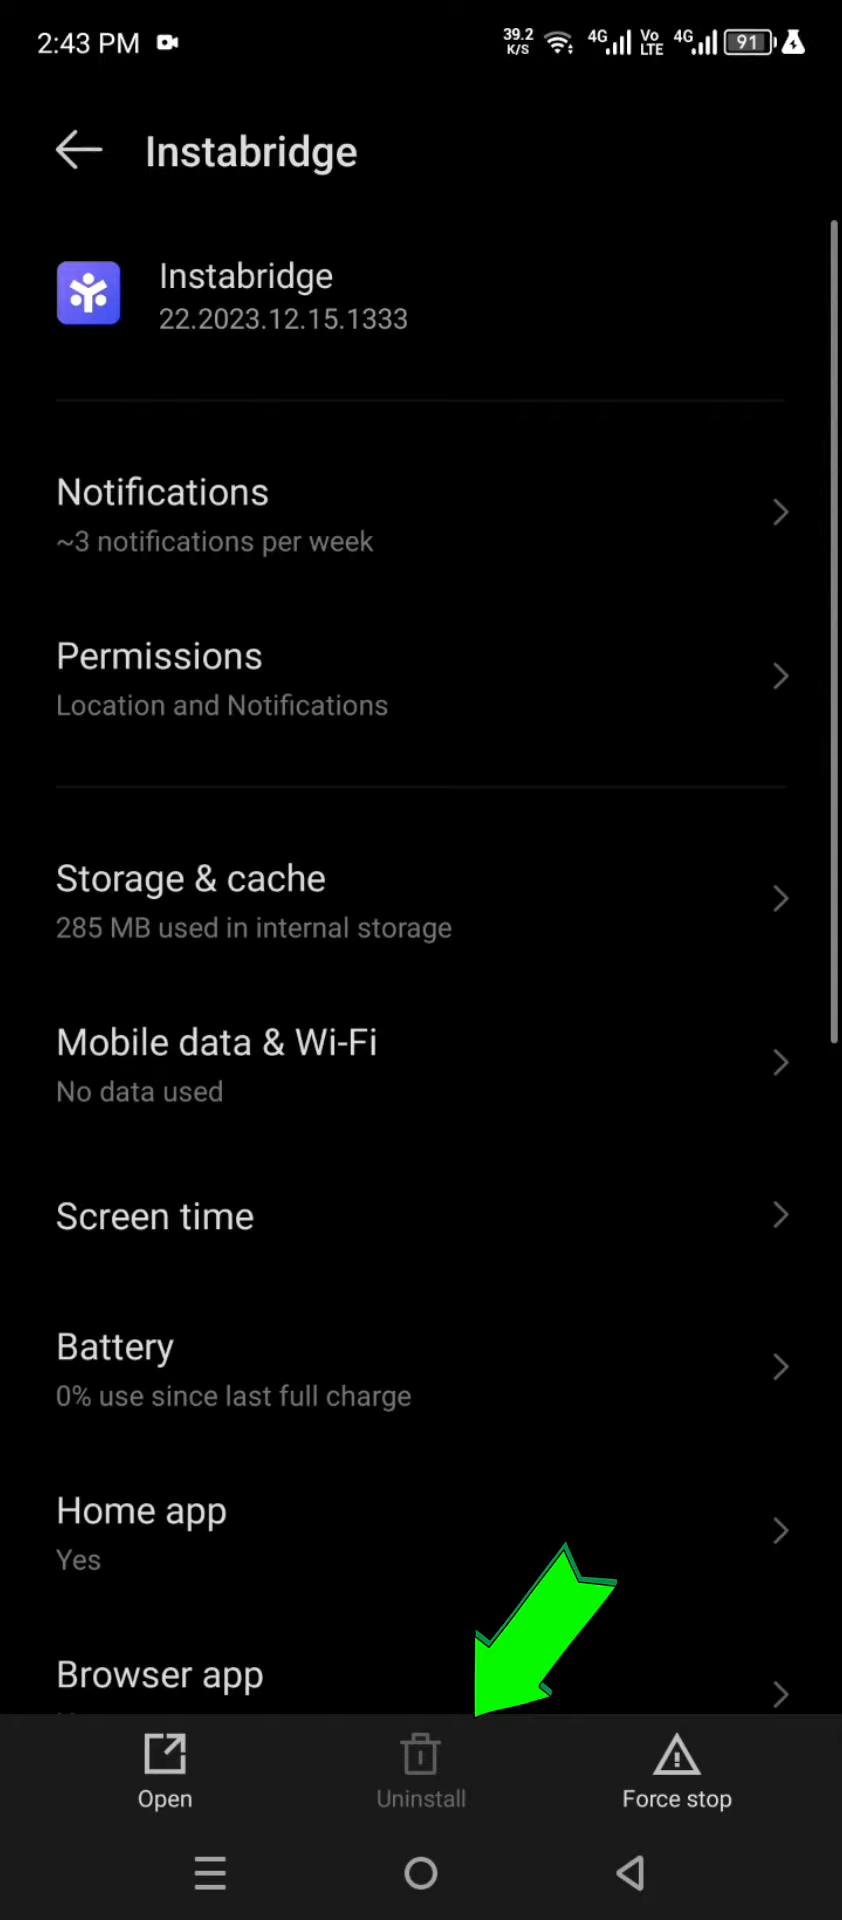 2:43 PM
39.2 K/S 4G Vo LTE 4G 91
Instabridge
Instabridge
22.2023.12.15.1333
Notifications
~3 notifications per week
Permissions
Location and Notifications
Storage & cache
285 MB used in internal storage
Mobile data & Wi-Fi
No data used
Screen time
Battery
0% use since last full charge
Home app
Yes
Browser app
Open
Uninstall
Force stop